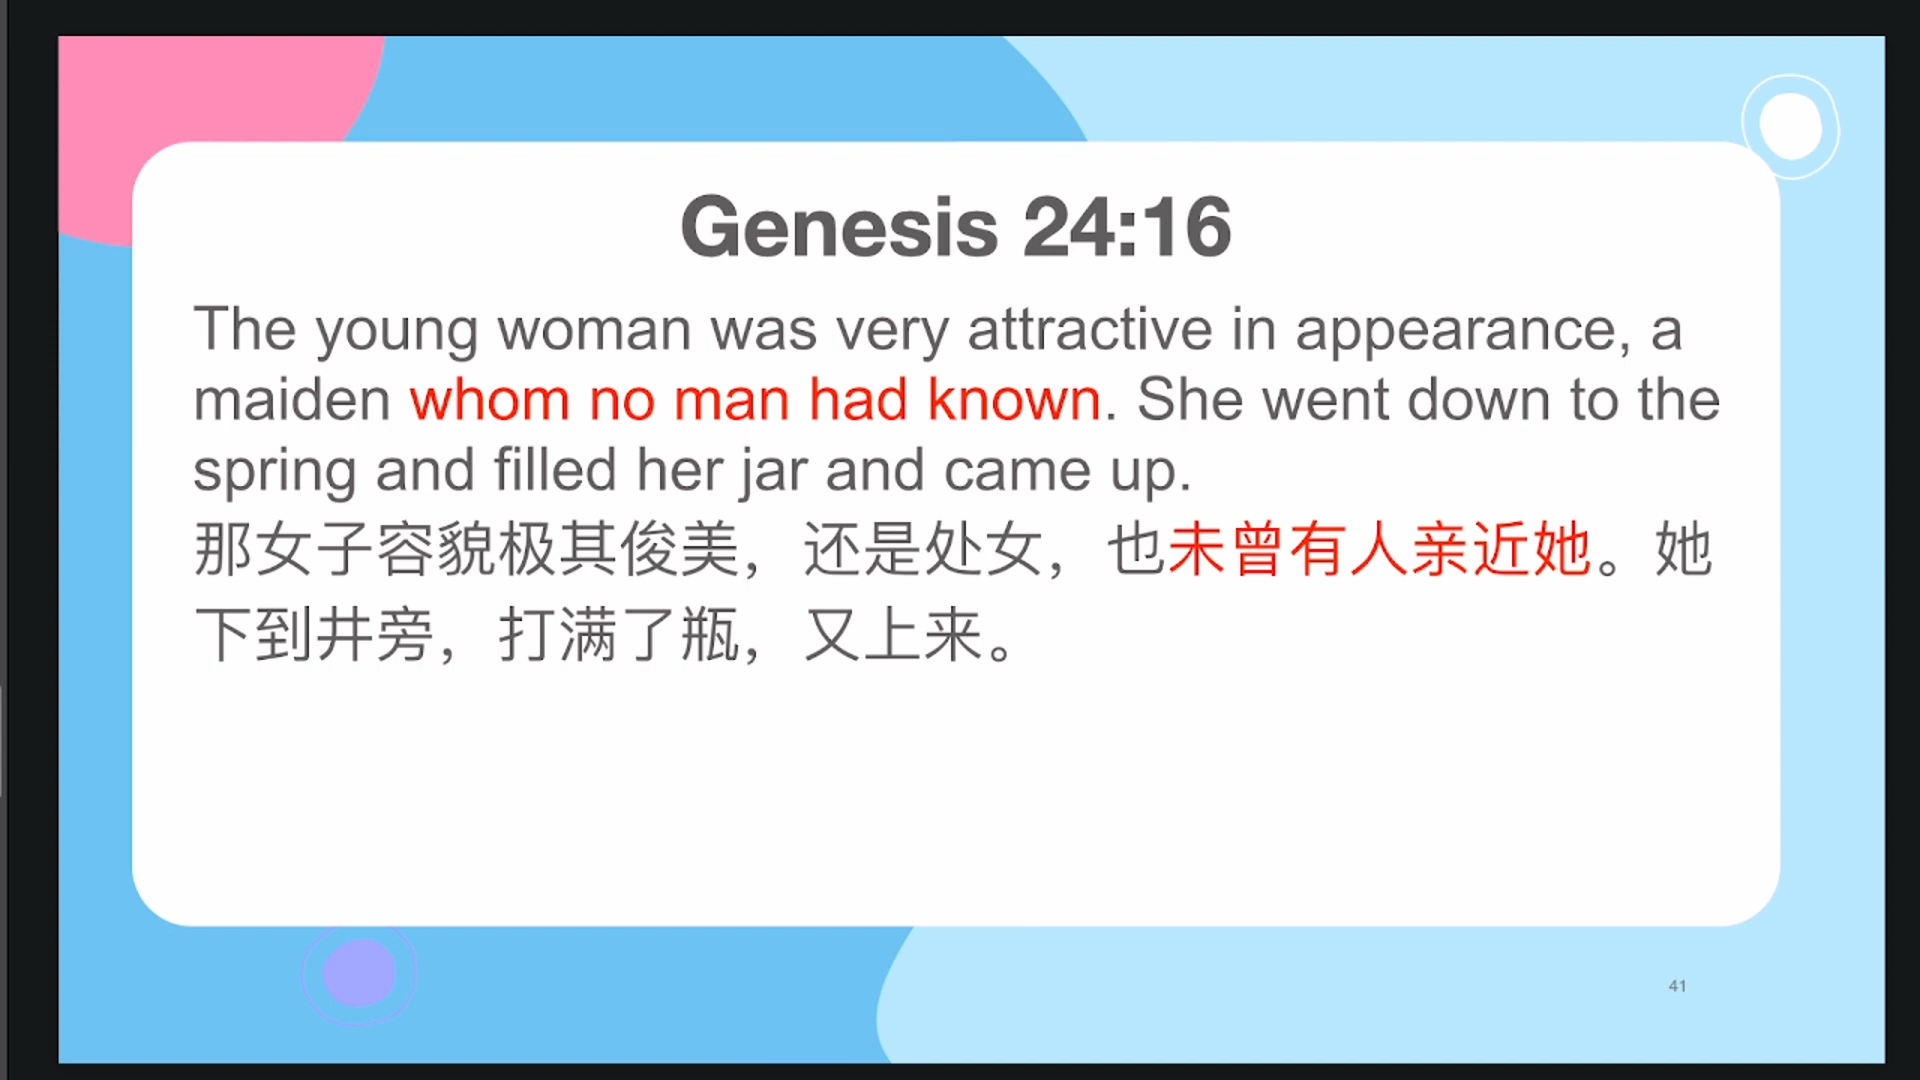 Genesis 24:16
The young woman was very attractive in appearance, a
maiden whom no man had known. She went down to the
spring and filled her jar and came up.
那女子容貌极其俊美，还是处女，也未曾有人亲近她。她
下到井旁，打满了瓶，又上来。
41